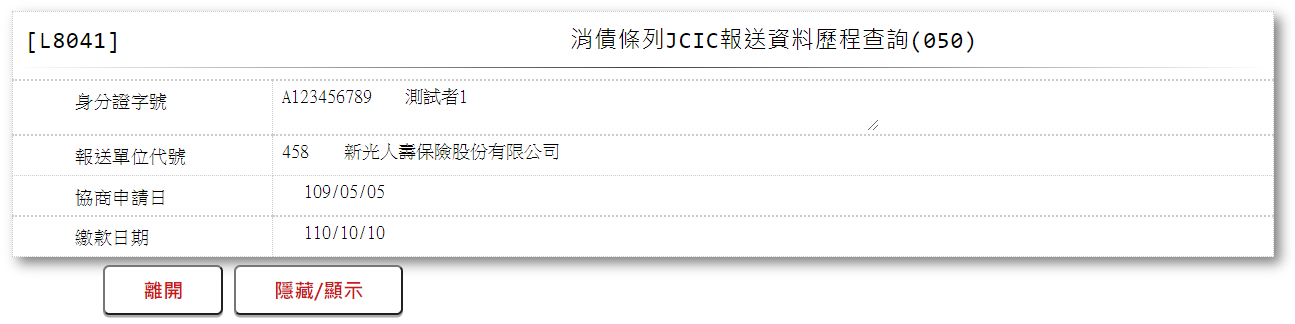 [L8041] 消債條列JCIC報送資料歷程查詢(050)
身分證字號 A123456789 測試者1
報送單位代號 458 新光人壽保險股份有限公司
協商申請日 109/05/05
繳款日期 110/10/10
離開 隱藏/顯示